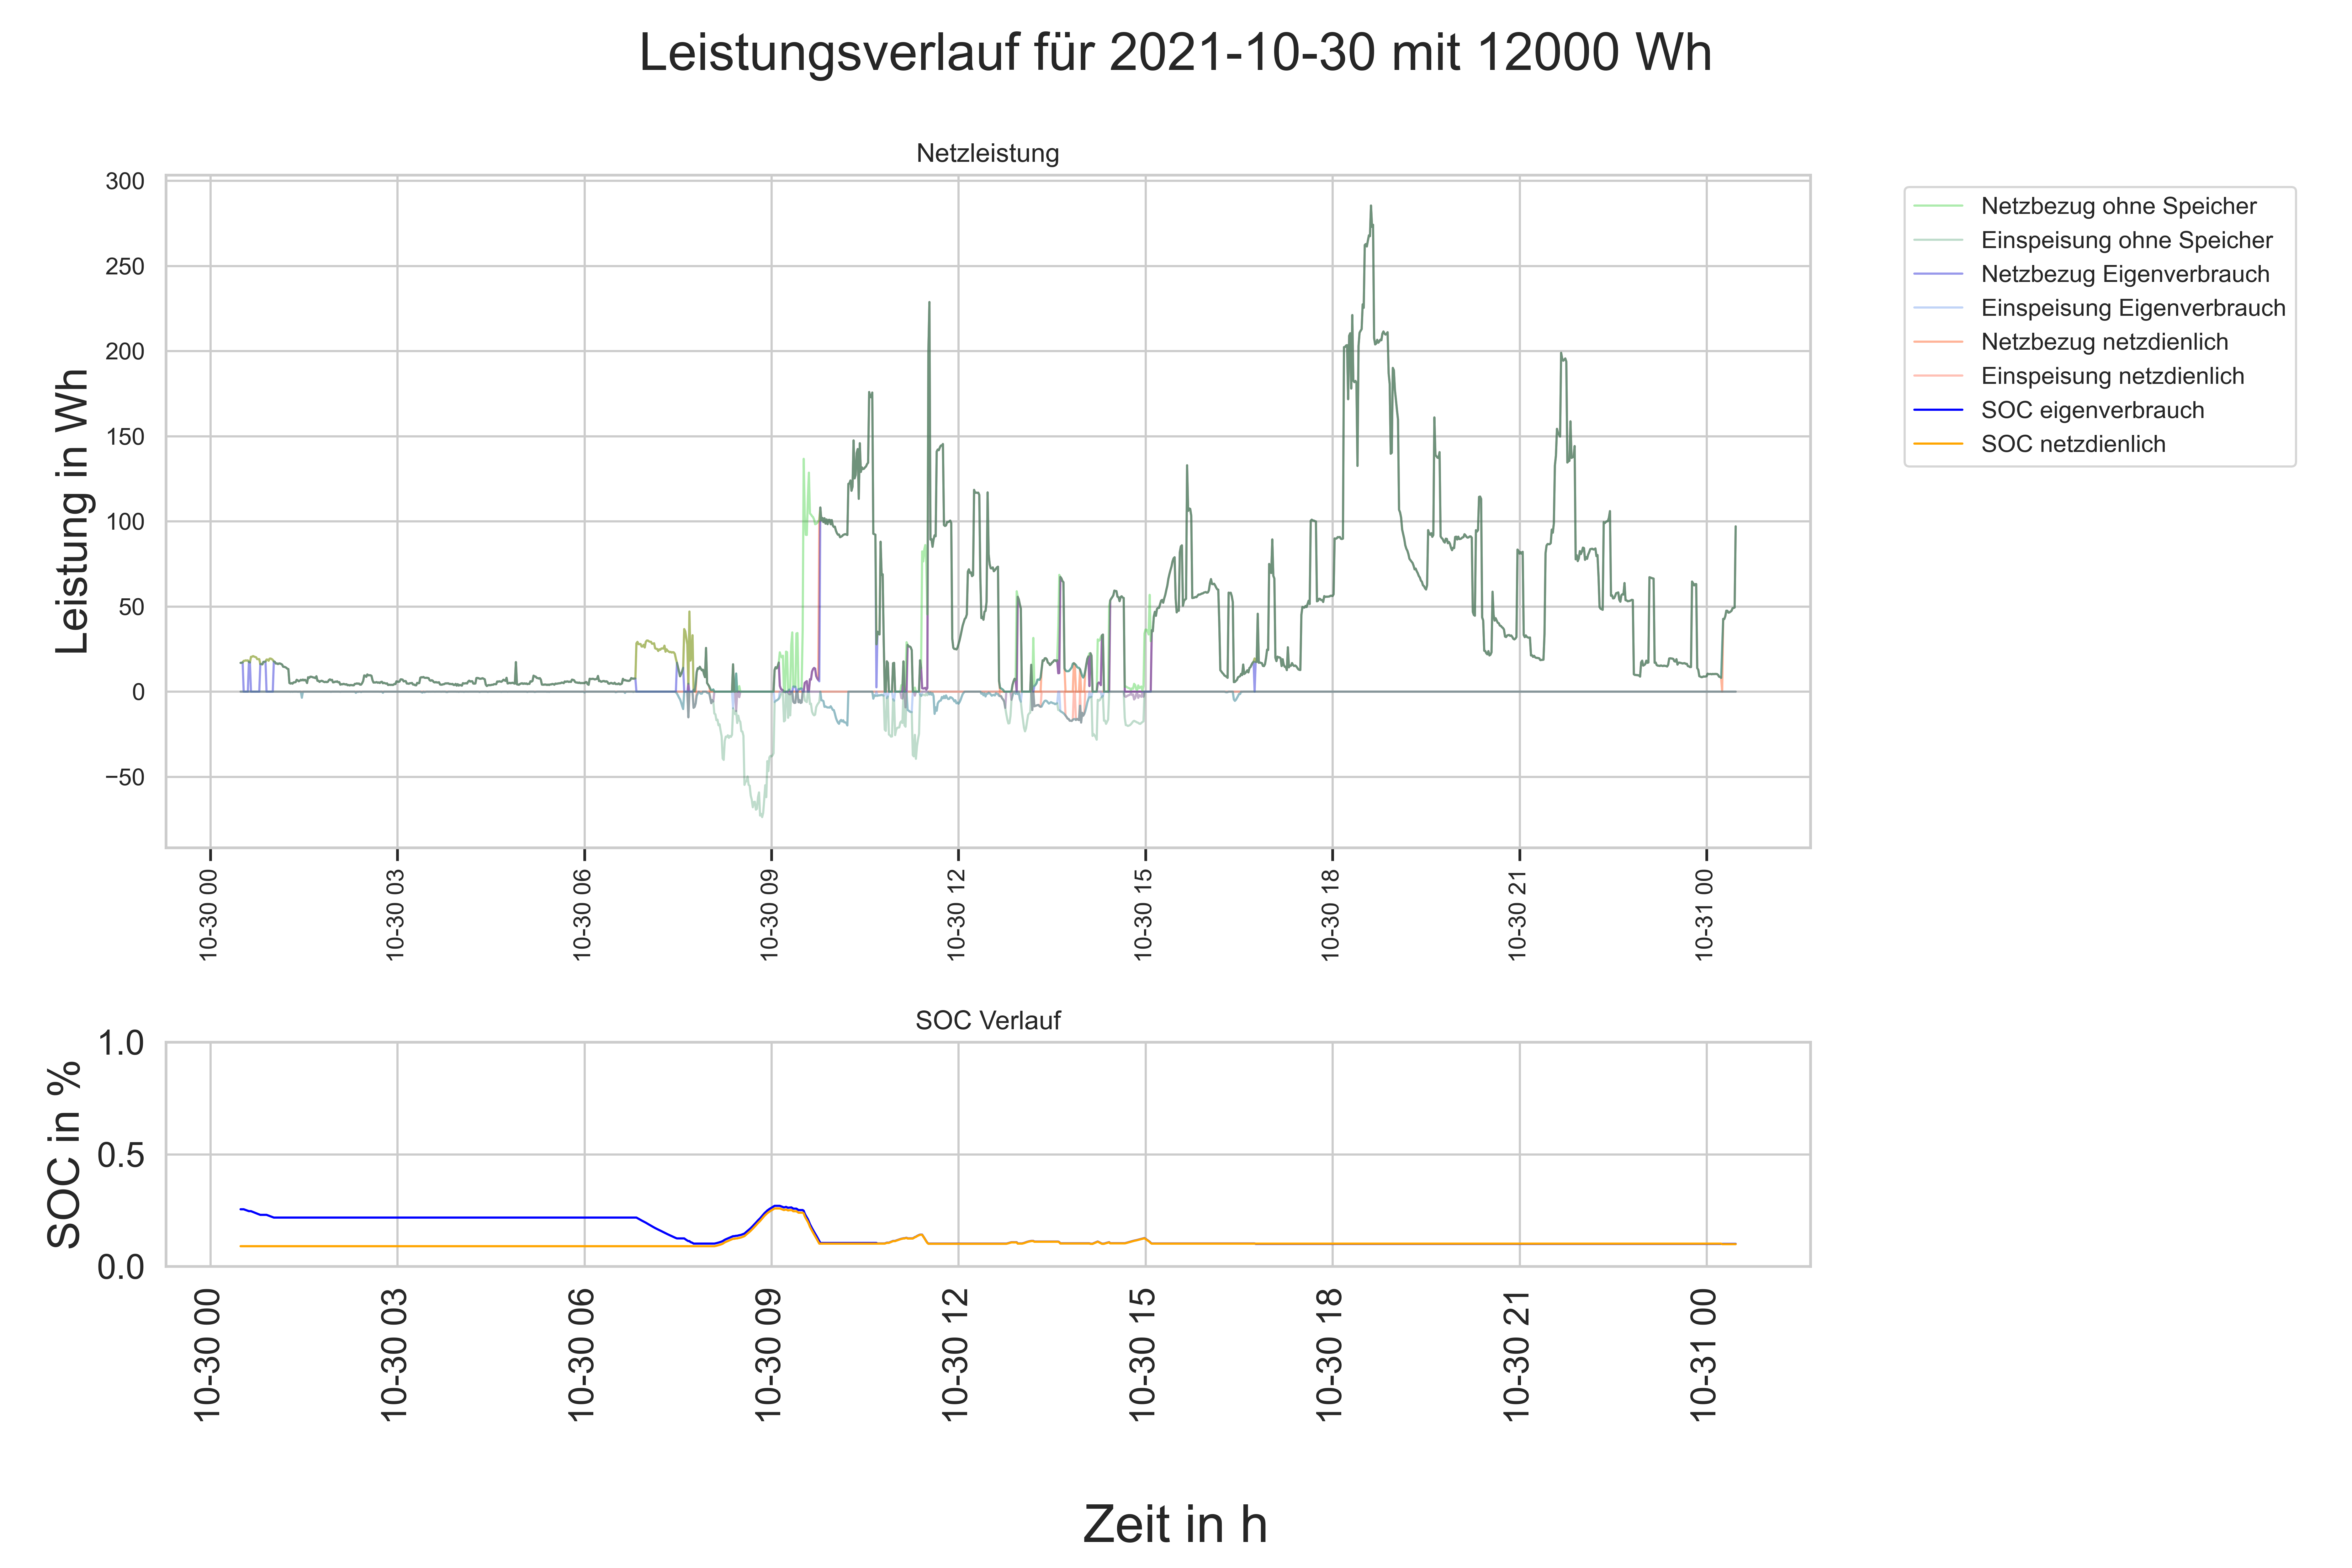 Leistungsverlauf für 2021-10-30 mit 12000 Wh
Netzleistung
300
250
200
150
100
50
0
−50
Leistung in Wh
10-30 00
10-30 03
10-30 06
10-30 09
10-30 12
10-30 15
10-30 18
10-30 21
10-31 00
Netzbezug ohne Speicher
Einspeisung ohne Speicher
Netzbezug Eigenverbrauch
Einspeisung Eigenverbrauch
Netzbezug netzdienlich
Einspeisung netzdienlich
SOC eigenverbrauch
SOC netzdienlich
SOC Verlauf
1.0
0.5
0.0
SOC in %
10-30 00
10-30 03
10-30 06
10-30 09
10-30 12
10-30 15
10-30 18
10-30 21
10-31 00
Zeit in h